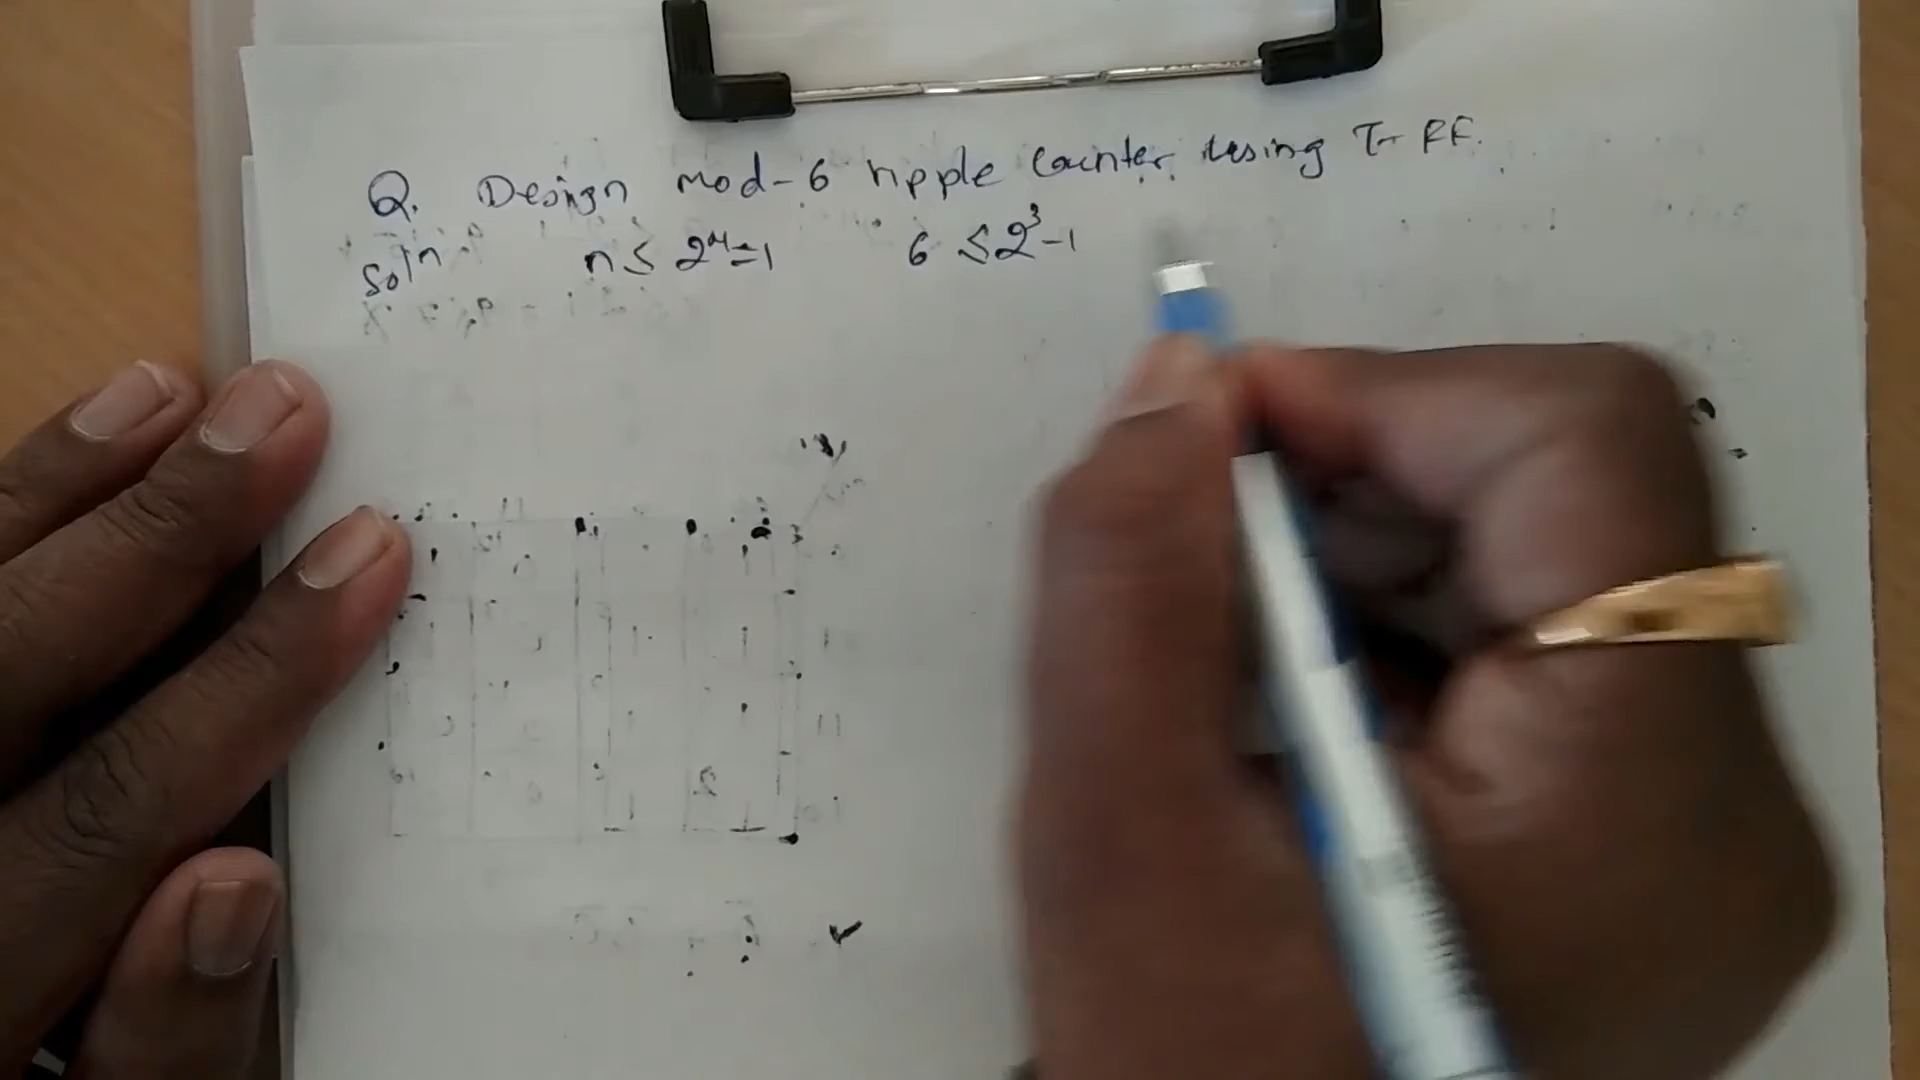 Q. Design mod-6 ripple Counter using T-FF.
Soln n ≤ 2ⁿ-1 6 ≤ 2³-1